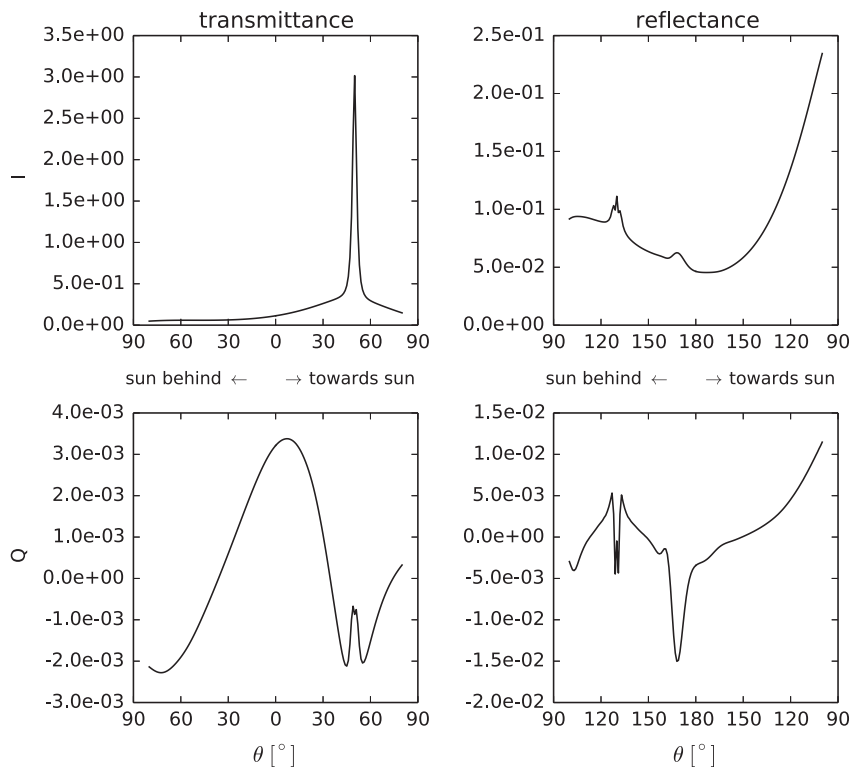 transmittance
reflectance
I
3.5e+00
3.0e+00
2.5e+00
2.0e+00
1.5e+00
1.0e+00
5.0e-01
0.0e+00
90 60 30 0 30 60 90
2.5e-01
2.0e-01
1.5e-01
1.0e-01
5.0e-02
0.0e+00
90 120 150 180 150 120 90
sun behind ← → towards sun
sun behind ← → towards sun
Q
4.0e-03
3.0e-03
2.0e-03
1.0e-03
0.0e+00
-1.0e-03
-2.0e-03
-3.0e-03
90 60 30 0 30 60 90
θ [°]
1.5e-02
1.0e-02
5.0e-03
0.0e+00
-5.0e-03
-1.0e-02
-1.5e-02
-2.0e-02
90 120 150 180 150 120 90
θ [°]